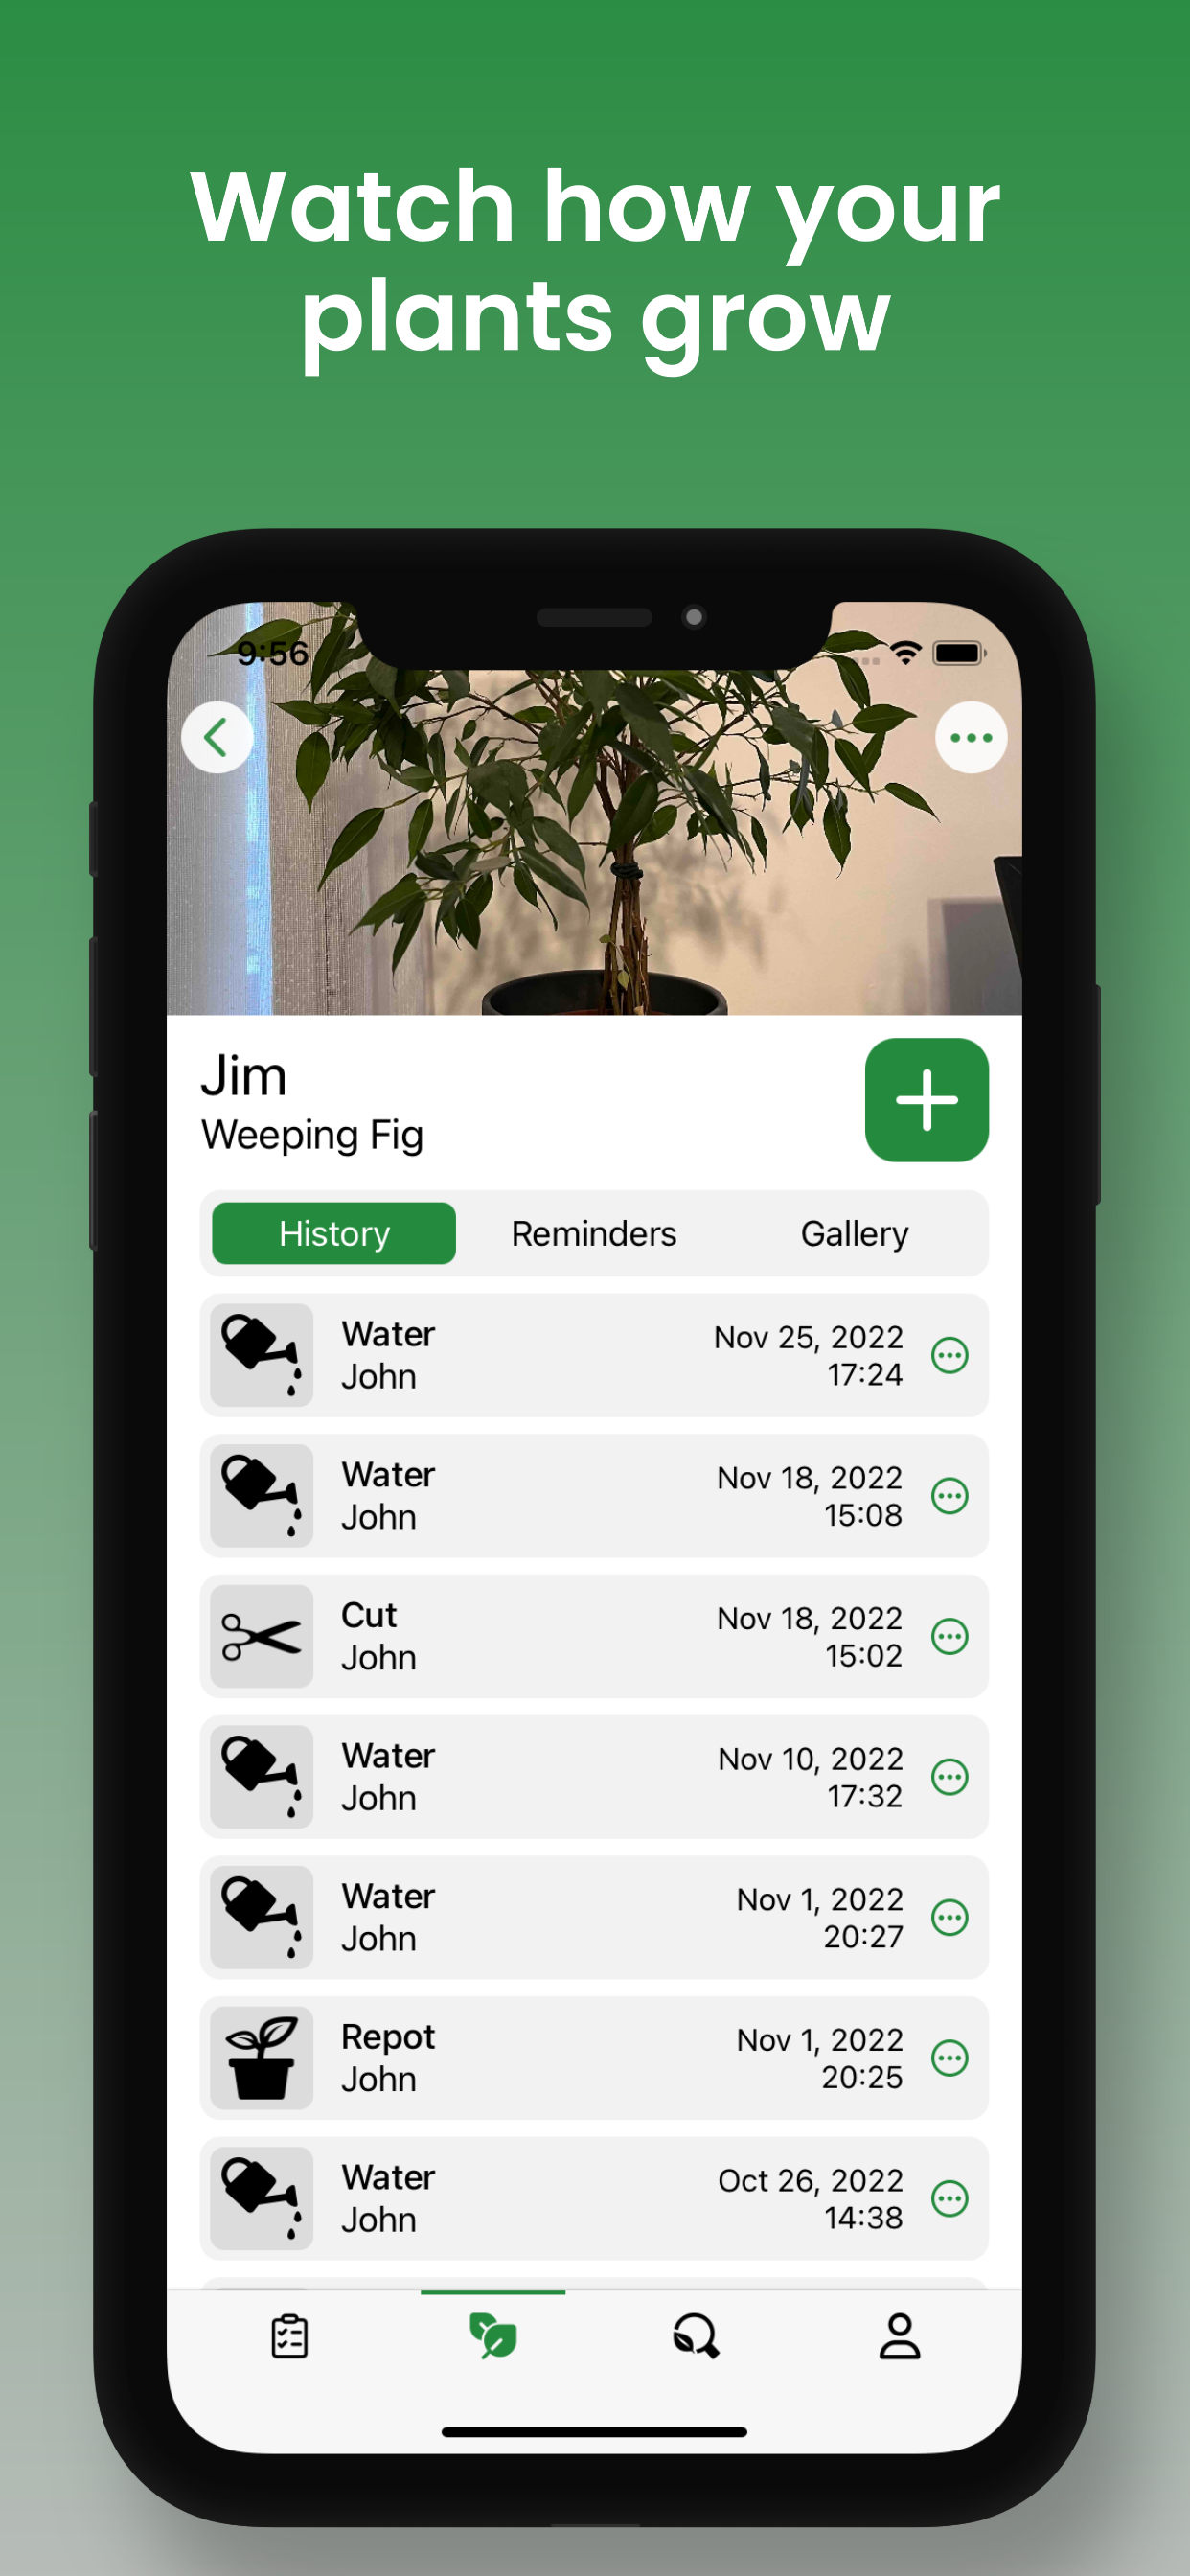 Watch how your
plants grow
9:56
Jim
Weeping Fig
History Reminders Gallery
Water Nov 25, 2022
John 17:24
Water Nov 18, 2022
John 15:08
Cut Nov 18, 2022
John 15:02
Water Nov 10, 2022
John 17:32
Water Nov 1, 2022
John 20:27
Repot Nov 1, 2022
John 20:25
Water Oct 26, 2022
John 14:38